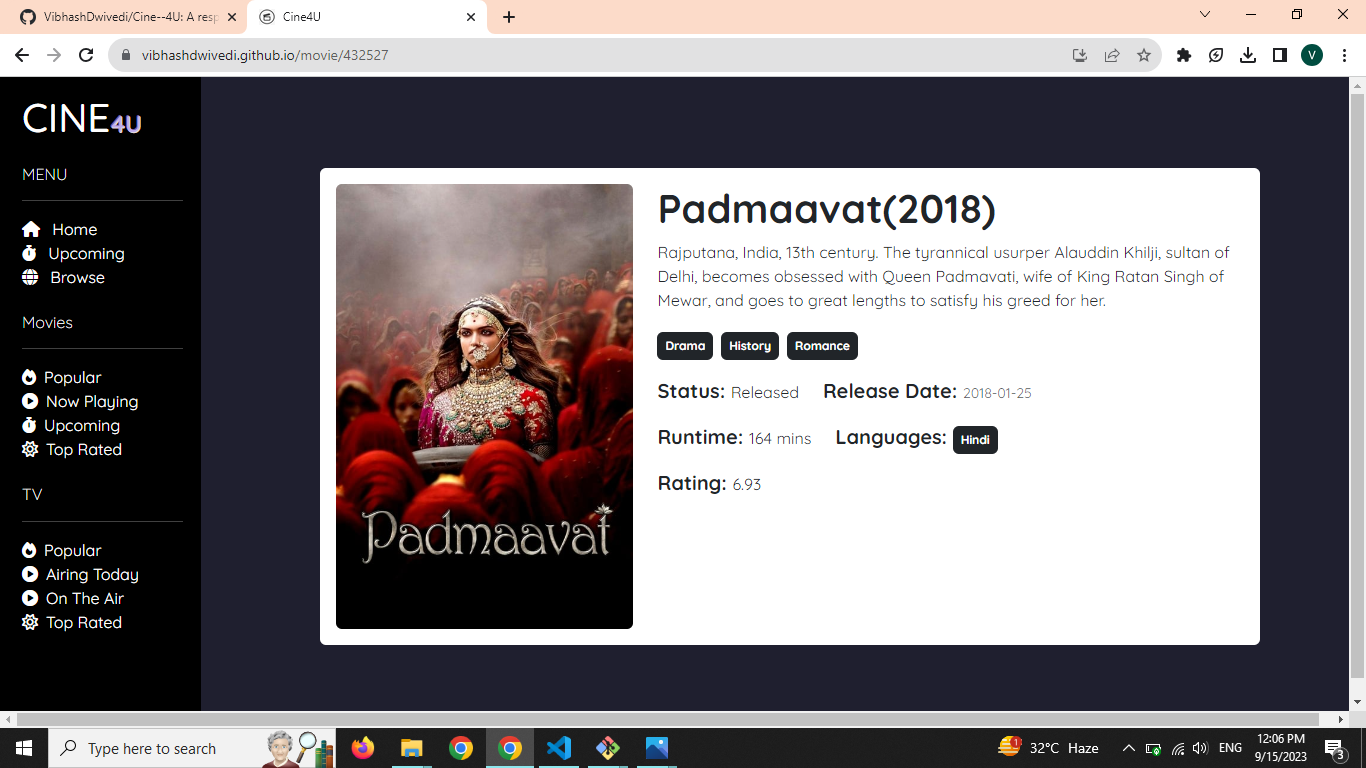 VibhashDwivedi/Cine--4U: A resp
Cine4U
vibhashdwivedi.github.io/movie/432527
V
CINE4U
MENU
Home
Upcoming
Browse
Movies
Popular
Now Playing
Upcoming
Top Rated
TV
Popular
Airing Today
On The Air
Top Rated
Padmaavat
Padmaavat(2018)
Rajputana, India, 13th century. The tyrannical usurper Alauddin Khilji, sultan of
Delhi, becomes obsessed with Queen Padmavati, wife of King Ratan Singh of
Mewar, and goes to great lengths to satisfy his greed for her.
Drama History Romance
Status: Released Release Date: 2018-01-25
Runtime: 164 mins Languages: Hindi
Rating: 6.93
Type here to search
1
32°C Haze
ENG
12:06 PM
9/15/2023
3